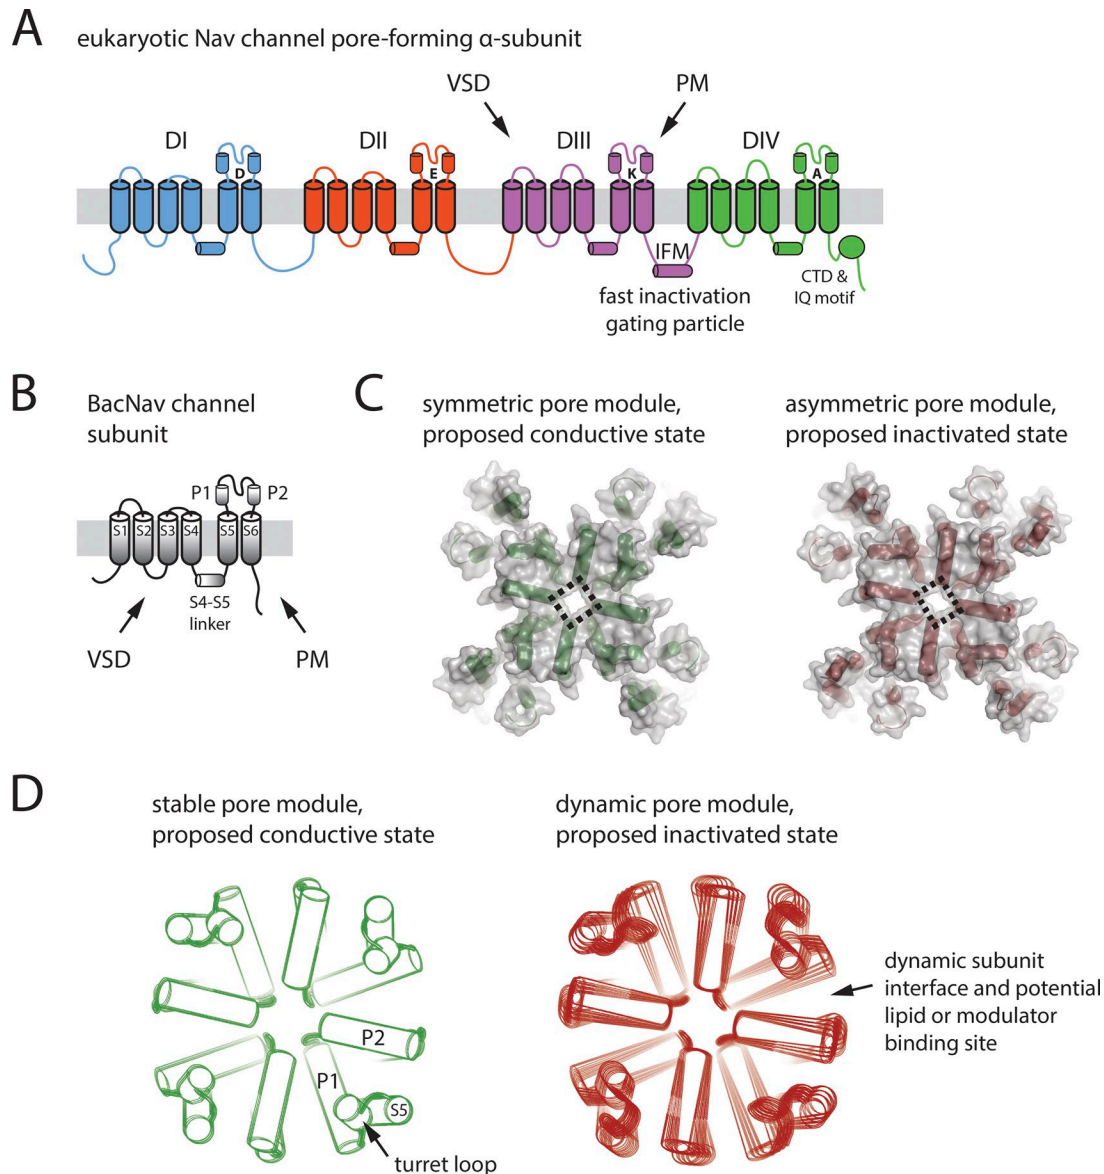 A
eukaryotic Nav channel pore-forming α-subunit
VSD
PM
DI
DII
DIII
DIV
D
E
K
A
IFM
fast inactivation
gating particle
CTD &
IQ motif
B
BacNav channel
subunit
P1
P2
S1
S2
S3
S4
S5
S6
S4-S5
linker
VSD
PM
C
symmetric pore module,
proposed conductive state
asymmetric pore module,
proposed inactivated state
D
stable pore module,
proposed conductive state
P2
P1
S5
turret loop
dynamic pore module,
proposed inactivated state
dynamic subunit
interface and potential
lipid or modulator
binding site